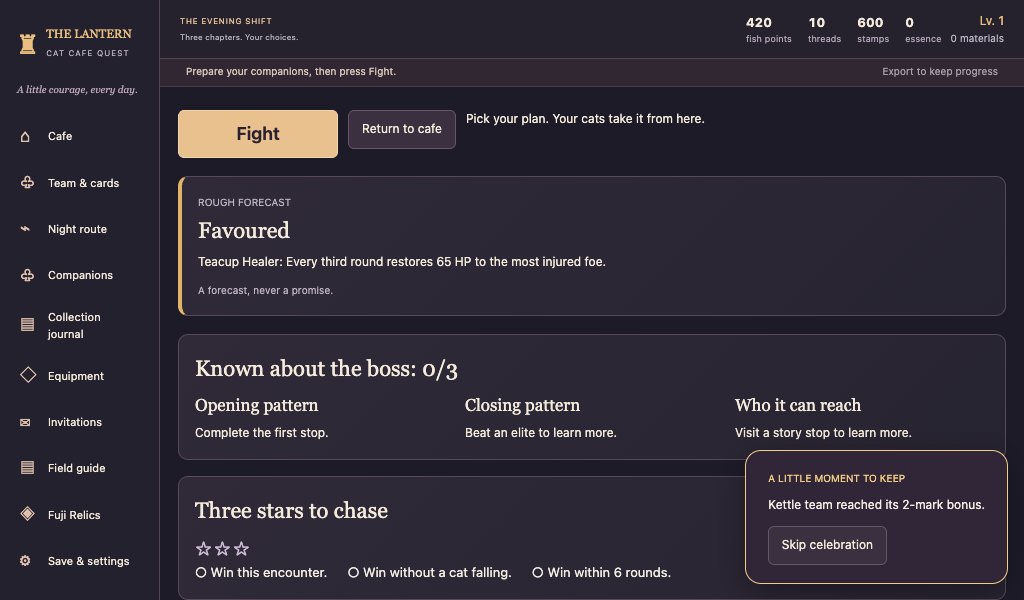 THE LANTERN
CAT CAFE QUEST
A little courage, every day.
Cafe
Team & cards
Night route
Companions
Collection
journal
Equipment
Invitations
Field guide
Fuji Relics
Save & settings
THE EVENING SHIFT
Three chapters. Your choices.
420
fish points
10
threads
600
stamps
0
essence
Lv. 1
0 materials
Prepare your companions, then press Fight.
Export to keep progress
Fight
Return to cafe
Pick your plan. Your cats take it from here.
ROUGH FORECAST
Favoured
Teacup Healer: Every third round restores 65 HP to the most injured foe.
A forecast, never a promise.
Known about the boss: 0/3
Opening pattern
Complete the first stop.
Closing pattern
Beat an elite to learn more.
Who it can reach
Visit a story stop to learn more.
Three stars to chase
Win this encounter.
Win without a cat falling.
Win within 6 rounds.
A LITTLE MOMENT TO KEEP
Kettle team reached its 2-mark bonus.
Skip celebration